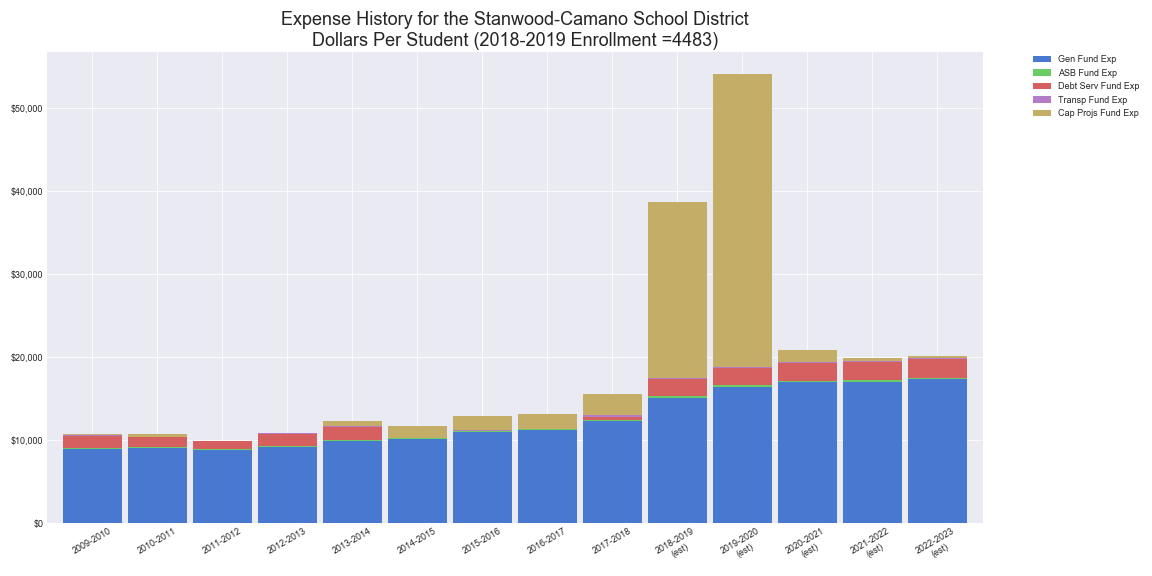 Expense History for the Stanwood-Camano School District
Dollars Per Student (2018-2019 Enrollment =4483)
Gen Fund Exp
ASB Fund Exp
Debt Serv Fund Exp
Transp Fund Exp
Cap Projs Fund Exp
$50,000
$40,000
$30,000
$20,000
$10,000
$0
2009-2010
2010-2011
2011-2012
2012-2013
2013-2014
2014-2015
2015-2016
2016-2017
2017-2018
2018-2019
(est)
2019-2020
(est)
2020-2021
(est)
2021-2022
(est)
2022-2023
(est)